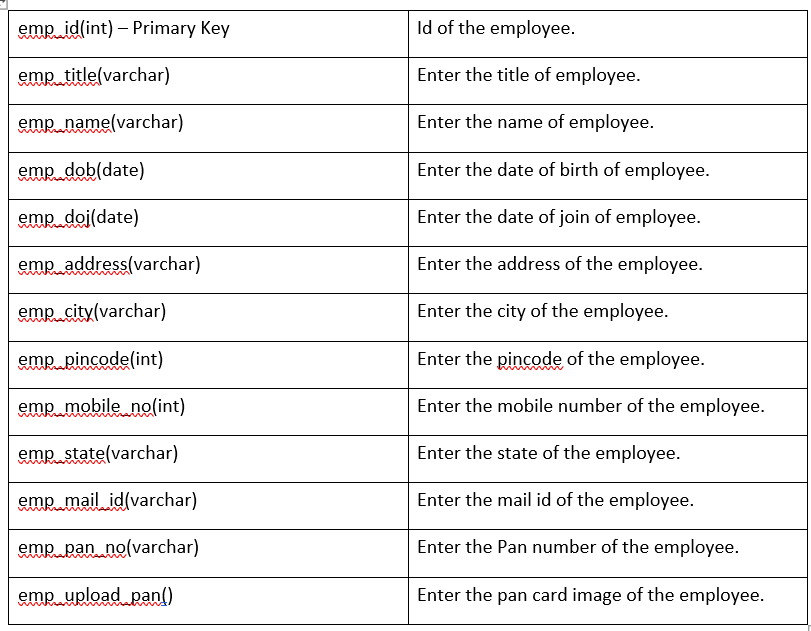 emp_id(int) – Primary Key Id of the employee.
emp_title(varchar) Enter the title of employee.
emp_name(varchar) Enter the name of employee.
emp_dob(date) Enter the date of birth of employee.
emp_doj(date) Enter the date of join of employee.
emp_address(varchar) Enter the address of the employee.
emp_city(varchar) Enter the city of the employee.
emp_pincode(int) Enter the pincode of the employee.
emp_mobile_no(int) Enter the mobile number of the employee.
emp_state(varchar) Enter the state of the employee.
emp_mail_id(varchar) Enter the mail id of the employee.
emp_pan_no(varchar) Enter the Pan number of the employee.
emp_upload_pan() Enter the pan card image of the employee.